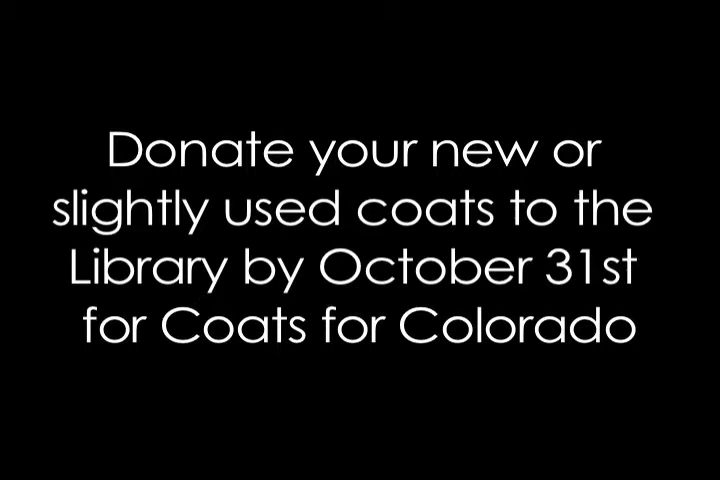 Donate your new or
slightly used coats to the
Library by October 31st
for Coats for Colorado